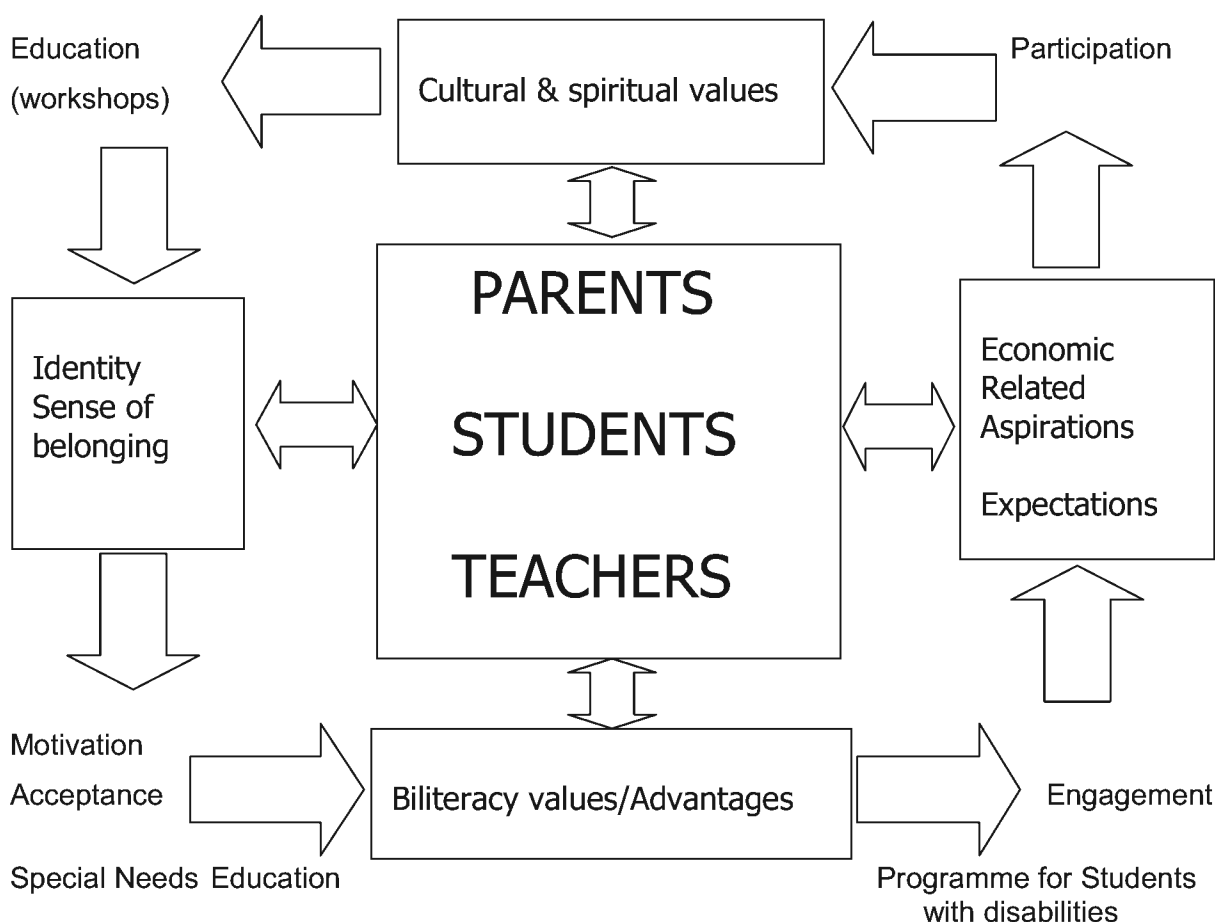 Education
(workshops)
Cultural & spiritual values
Participation
PARENTS
STUDENTS
TEACHERS
Identity
Sense of
belonging
Economic
Related
Aspirations
Expectations
Motivation
Acceptance
Special Needs Education
Biliteracy values/Advantages
Engagement
Programme for Students
with disabilities